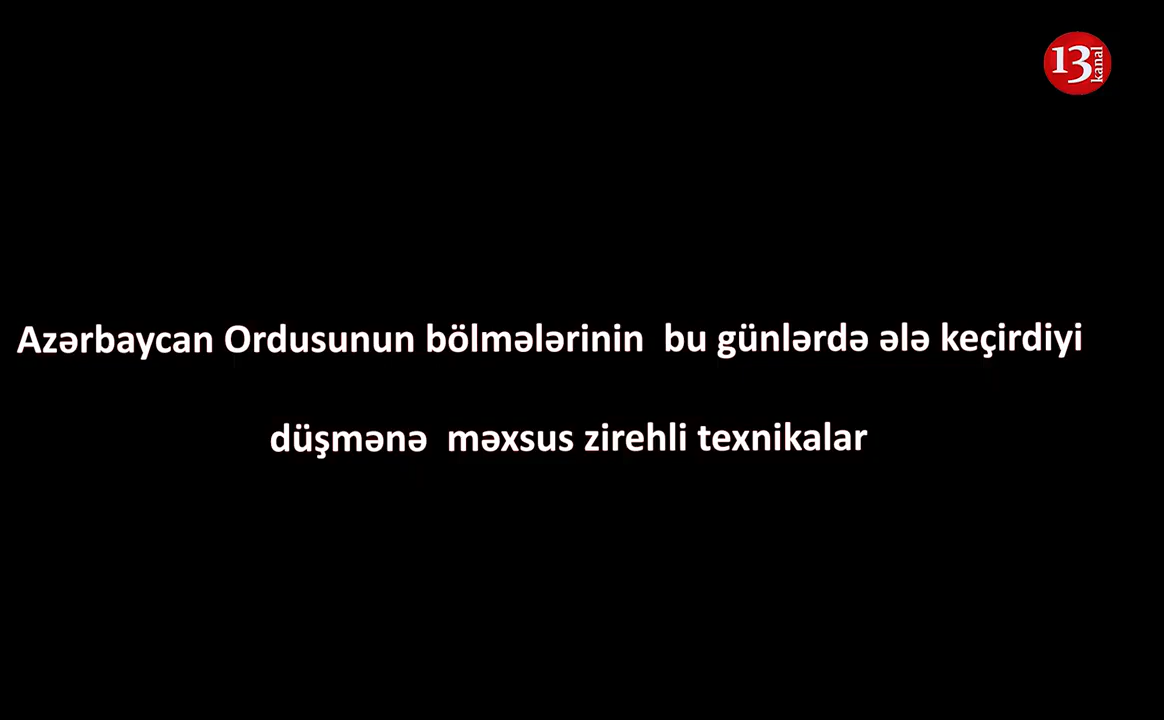 13 kanal
Azərbaycan Ordusunun bölmələrinin  bu günlərdə ələ keçirdiyi
düşmənə  məxsus zirehli texnikalar